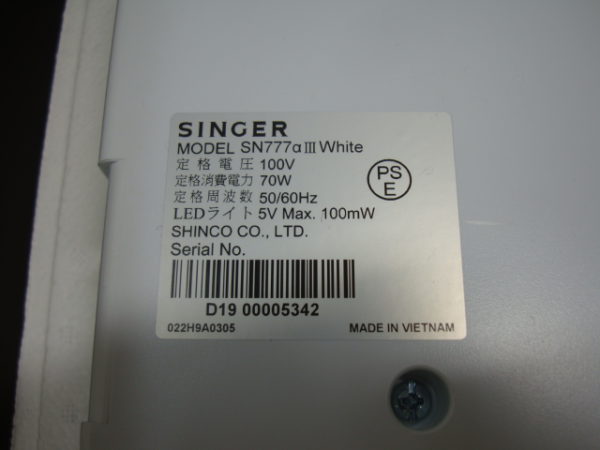 SINGER
MODEL SN777αⅢ White
定格電圧 100V
定格消費電力 70W
定格周波数 50/60Hz
LEDライト 5V Max. 100mW
PS
E
SHINCO CO., LTD.
Serial No.
D19 00005342
022H9A0305 MADE IN VIETNAM